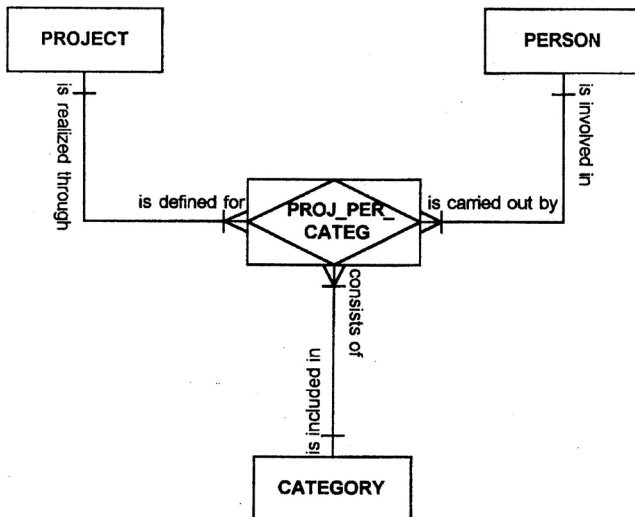 PROJECT
PERSON
is realized through
is involved in
is defined for
PROJ_PER_
CATEG
is carried out by
consists of
is included in
CATEGORY